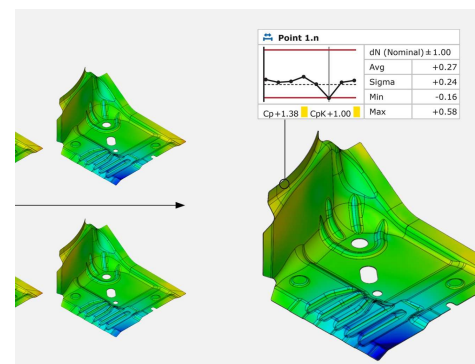 Point 1.n
dN (Nominal) ± 1.00
Avg +0.27
Sigma +0.24
Min -0.16
Max +0.58
Cp+1.38 CpK+1.00